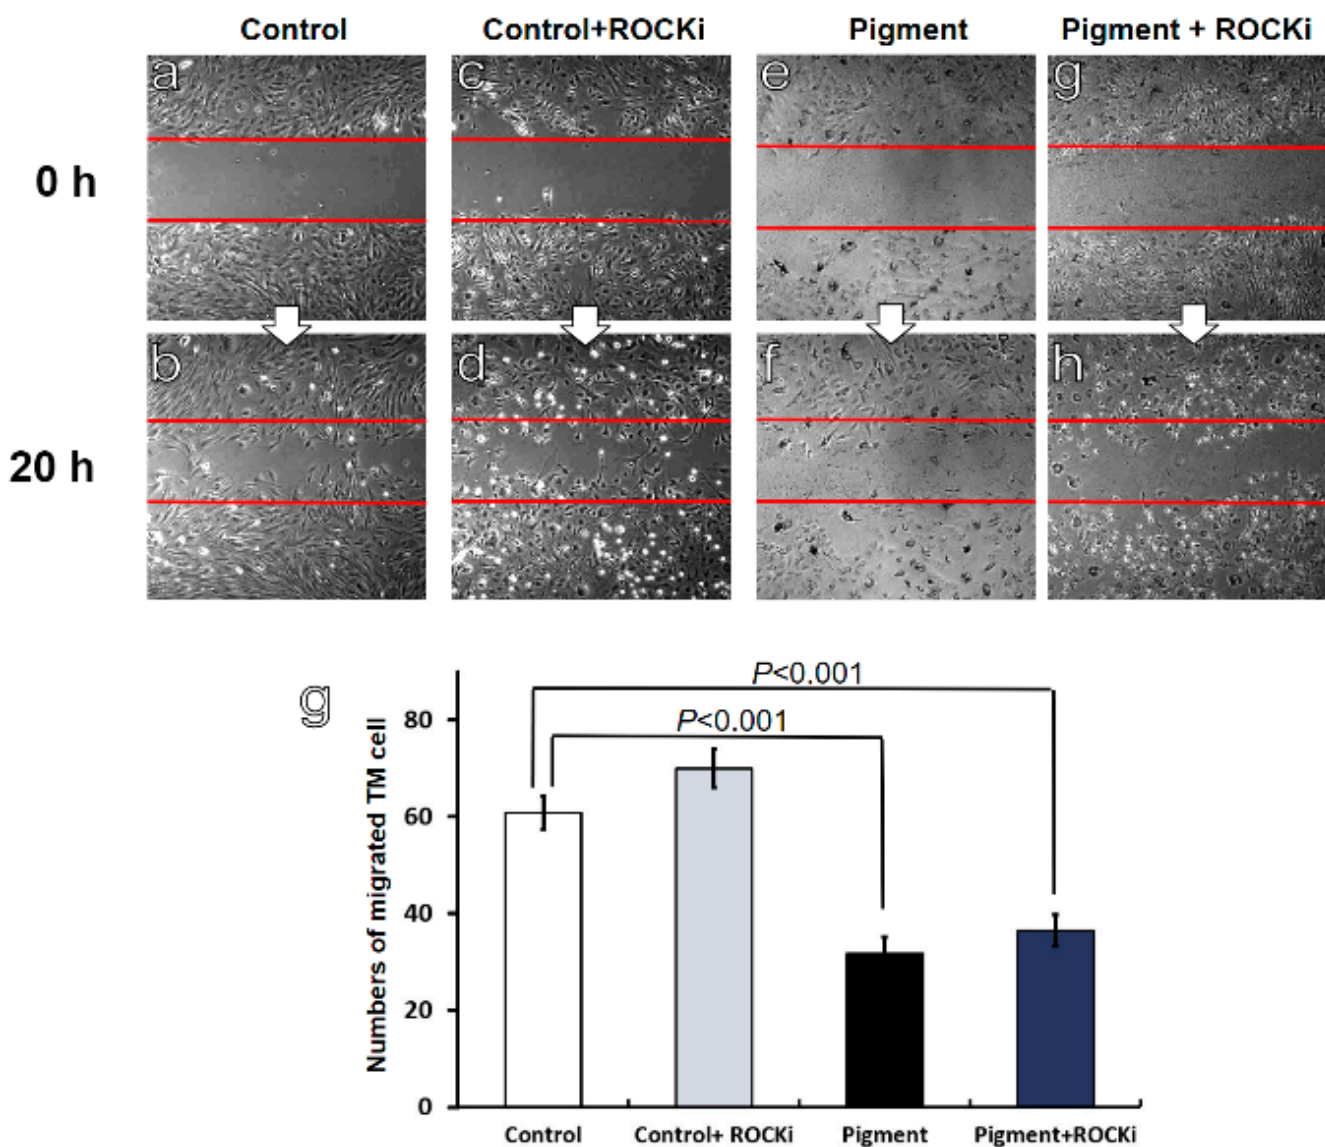 Control Control+ROCKi Pigment Pigment + ROCKi
a c e g
0 h
b d f h
20 h
g
P<0.001
P<0.001
Numbers of migrated TM cell
80
60
40
20
0
Control Control+ ROCKi Pigment Pigment+ROCKi